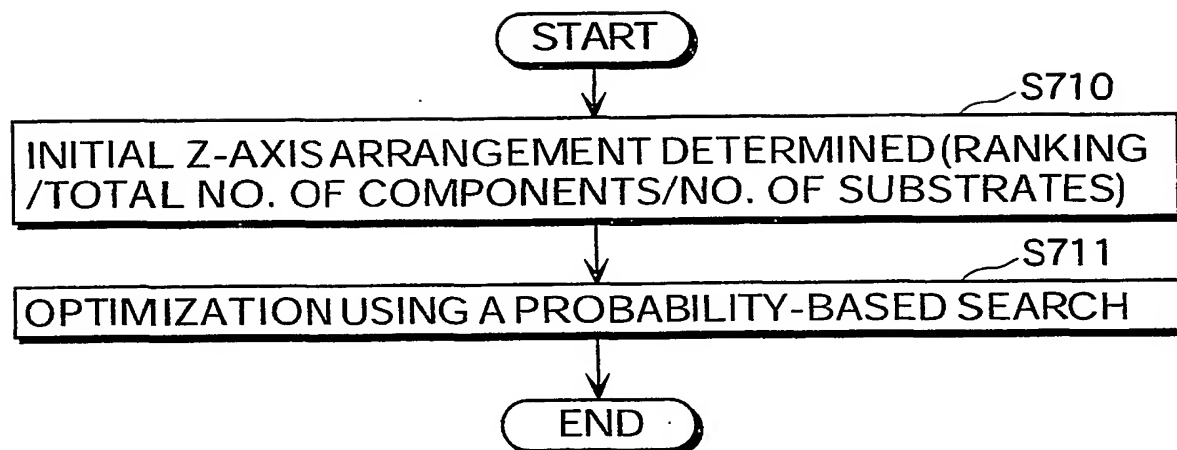 START
S710
INITIAL Z-AXIS ARRANGEMENT DETERMINED (RANKING
/TOTAL NO. OF COMPONENTS/NO. OF SUBSTRATES)
S711
OPTIMIZATION USING A PROBABILITY-BASED SEARCH
END